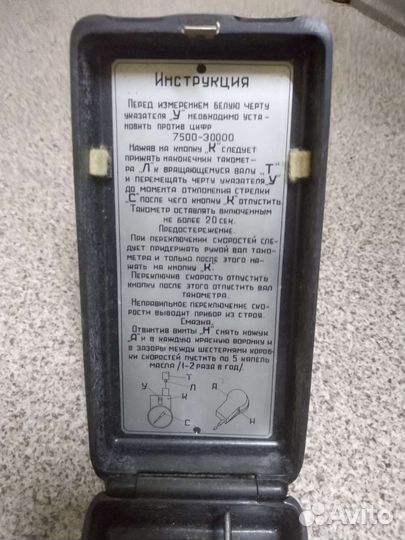 Инструкция
Перед измерением белую черту
указателя „У" необходимо уста-
новить против цифр
7500-30000
Нажав на кнопку „К" следует
прижать наконечник тахомет-
ра „Л к вращающемуся валу „Т"
и перемещать черту указателя „У
до момента отклонения стрелки
„С" после чего кнопку „К" отпустить.
Тахометр оставлять включенным
не более 20 сек.
Предостережение.
При переключении скоростей сле-
дует придержать рукой вал тахо-
метра и только после этого на-
жать на кнопку „К".
Переключив скорость отпустить
кнопку после этого отпустить вал
тахометра.
Неправильное переключение ско-
рости выводит прибор из строя.
Смазка.
Отвинтив винты „Н" снять кожух
„А" и в каждую красную воронку и
в зазоры между шестернями короб-
ки скоростей пустить по 5 капель
масла /1-2 раза в год/
Т
У
Л
К
С
А
Н
Avito